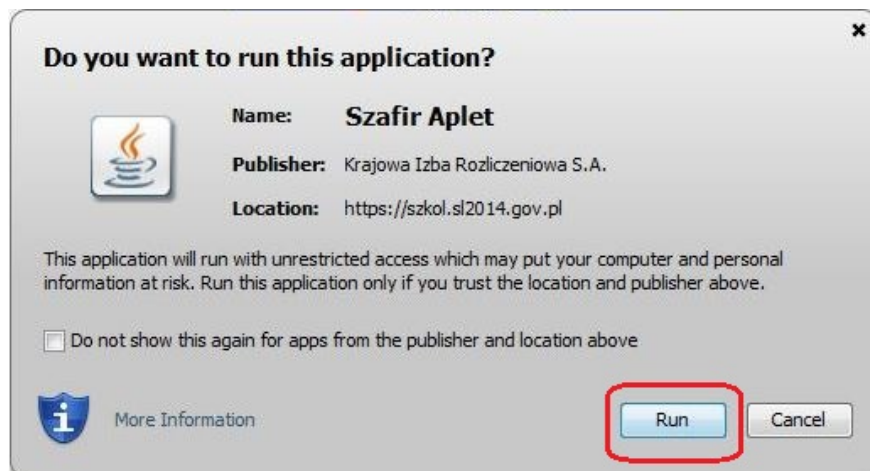 Do you want to run this application?
Name: Szafir Aplet
Publisher: Krajowa Izba Rozliczeniowa S.A.
Location: https://szkol.sl2014.gov.pl
This application will run with unrestricted access which may put your computer and personal
information at risk. Run this application only if you trust the location and publisher above.
Do not show this again for apps from the publisher and location above
More Information
Run
Cancel